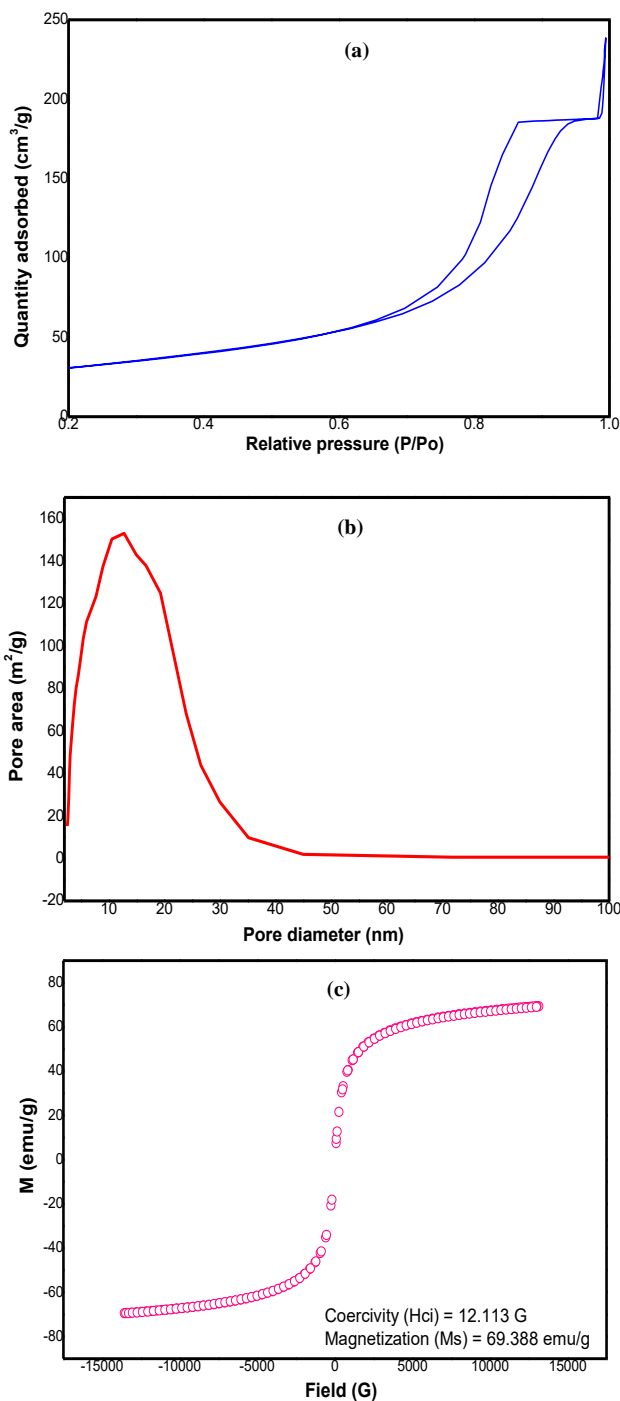 (a)
Quantity adsorbed (cm³/g)
250
200
150
100
50
0
0.2 0.4 0.6 0.8 1.0
Relative pressure (P/Po)
(b)
Pore area (m²/g)
160
140
120
100
80
60
40
20
0
-20
10 20 30 40 50 60 70 80 90 100
Pore diameter (nm)
(c)
M (emu/g)
80
60
40
20
0
-20
-40
-60
-80
Coercivity (Hci) = 12.113 G
Magnetization (Ms) = 69.388 emu/g
-15000 -10000 -5000 0 5000 10000 15000
Field (G)